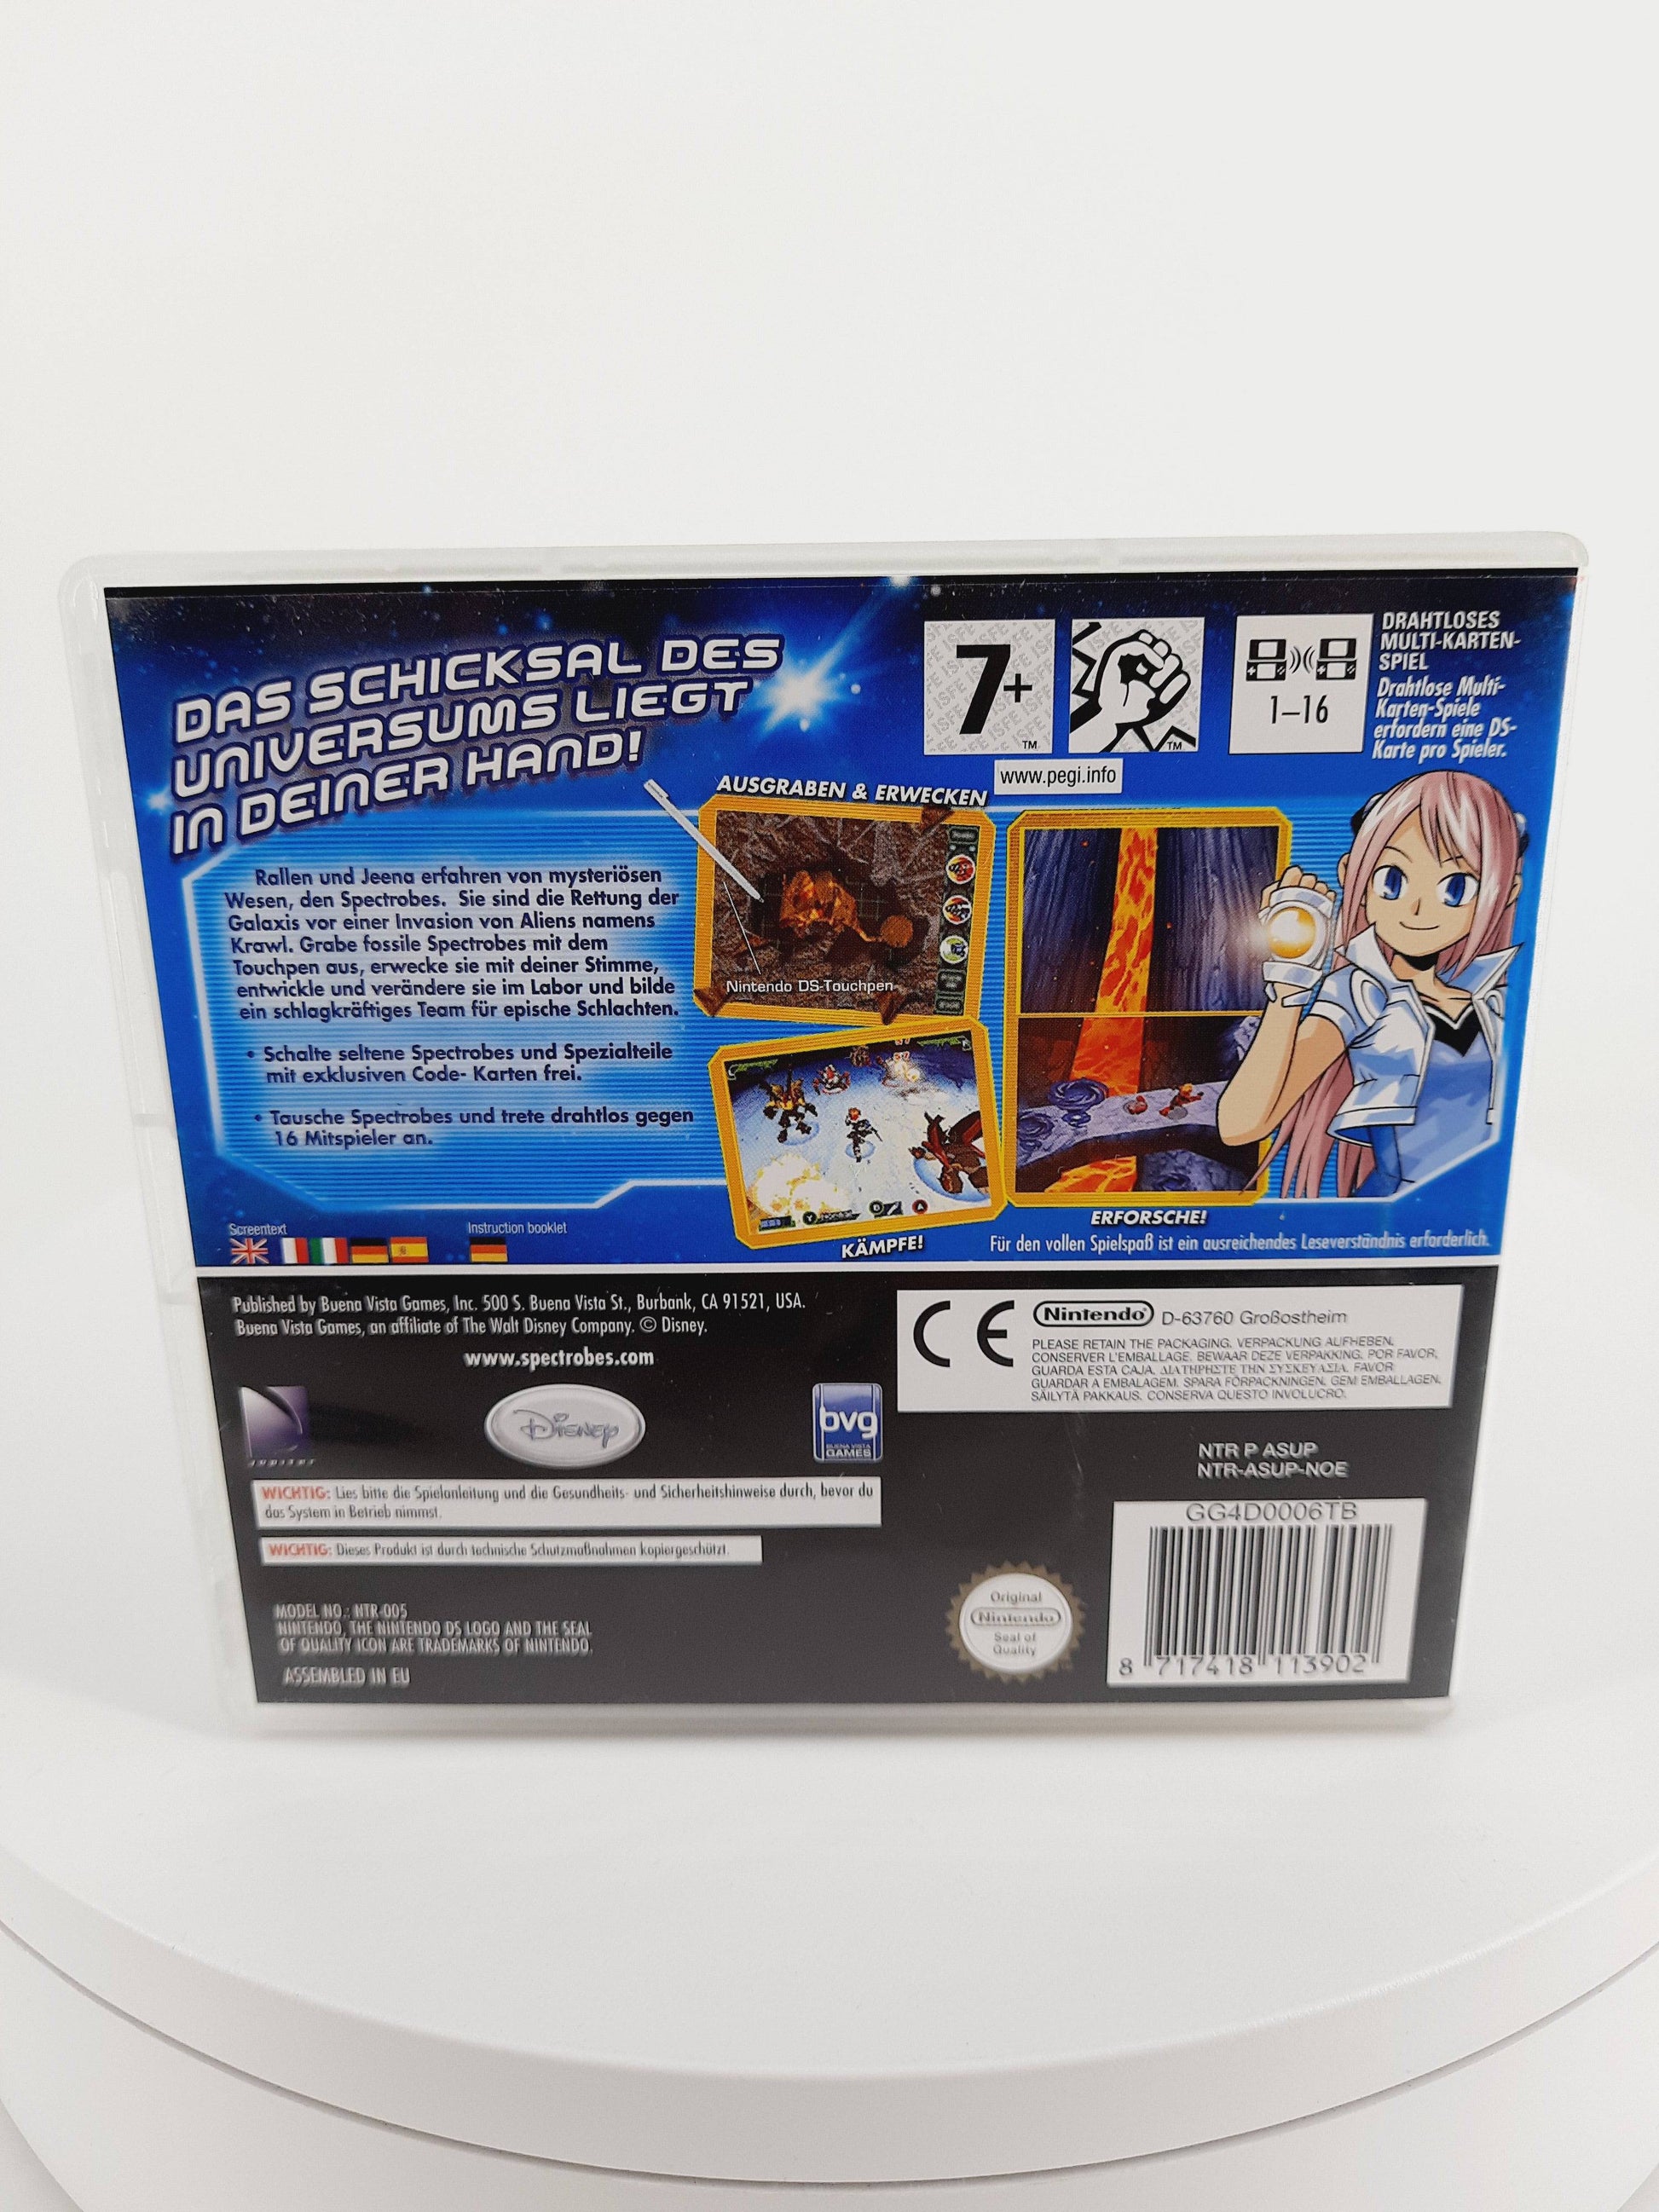 DAS SCHICKSAL DES
UNIVERSUMS LIEGT
IN DEINER HAND!
7+
TM
TM
www.pegi.info
1–16
DRAHTLOSES
MULTI-KARTEN-
SPIEL
Drahtlose Multi-
Karten-Spiele
erfordern eine DS-
Karte pro Spieler.
Rallen und Jeena erfahren von mysteriösen
Wesen, den Spectrobes. Sie sind die Rettung der
Galaxis vor einer Invasion von Aliens namens
Krawl. Grabe fossile Spectrobes mit dem
Touchpen aus, erwecke sie mit deiner Stimme,
entwickle und verändere sie im Labor und bilde
ein schlagkräftiges Team für epische Schlachten.
• Schalte seltene Spectrobes und Spezialteile
mit exklusiven Code- Karten frei.
• Tausche Spectrobes und trete drahtlos gegen
16 Mitspieler an.
AUSGRABEN & ERWECKEN
Nintendo DS-Touchpen
KÄMPFE!
ERFORSCHE!
Für den vollen Spielspaß ist ein ausreichendes Leseverständnis erforderlich.
Screentext
Instruction booklet
Published by Buena Vista Games, Inc. 500 S. Buena Vista St., Burbank, CA 91521, USA.
Buena Vista Games, an affiliate of The Walt Disney Company. © Disney.
www.spectrobes.com
JUPITER
Disney
bvg
BUENA VISTA
GAMES
CE
Nintendo® D-63760 Großostheim
PLEASE RETAIN THE PACKAGING. VERPACKUNG AUFHEBEN.
CONSERVER L'EMBALLAGE. BEWAAR DEZE VERPAKKING. POR FAVOR,
GUARDA ESTA CAJA. ΔΙΑΤΗΡΗΣΤΕ ΤΗΝ ΣΥΣΚΕΥΑΣΙΑ. FAVOR
GUARDAR A EMBALAGEM. SPARA FÖRPACKNINGEN. GEM EMBALLAGEN.
SÄILYTÄ PAKKAUS. CONSERVA QUESTO INVOLUCRO.
NTR P ASUP
NTR-ASUP-NOE
WICHTIG: Lies bitte die Spielanleitung und die Gesundheits- und Sicherheitshinweise durch, bevor du
das System in Betrieb nimmst.
WICHTIG: Dieses Produkt ist durch technische Schutzmaßnahmen kopiergeschützt.
MODEL NO.: NTR-005
NINTENDO, THE NINTENDO DS LOGO AND THE SEAL
OF QUALITY ICON ARE TRADEMARKS OF NINTENDO.
ASSEMBLED IN EU
Original
Nintendo
Seal of
Quality
GG4D0006TB
8 717418 113902